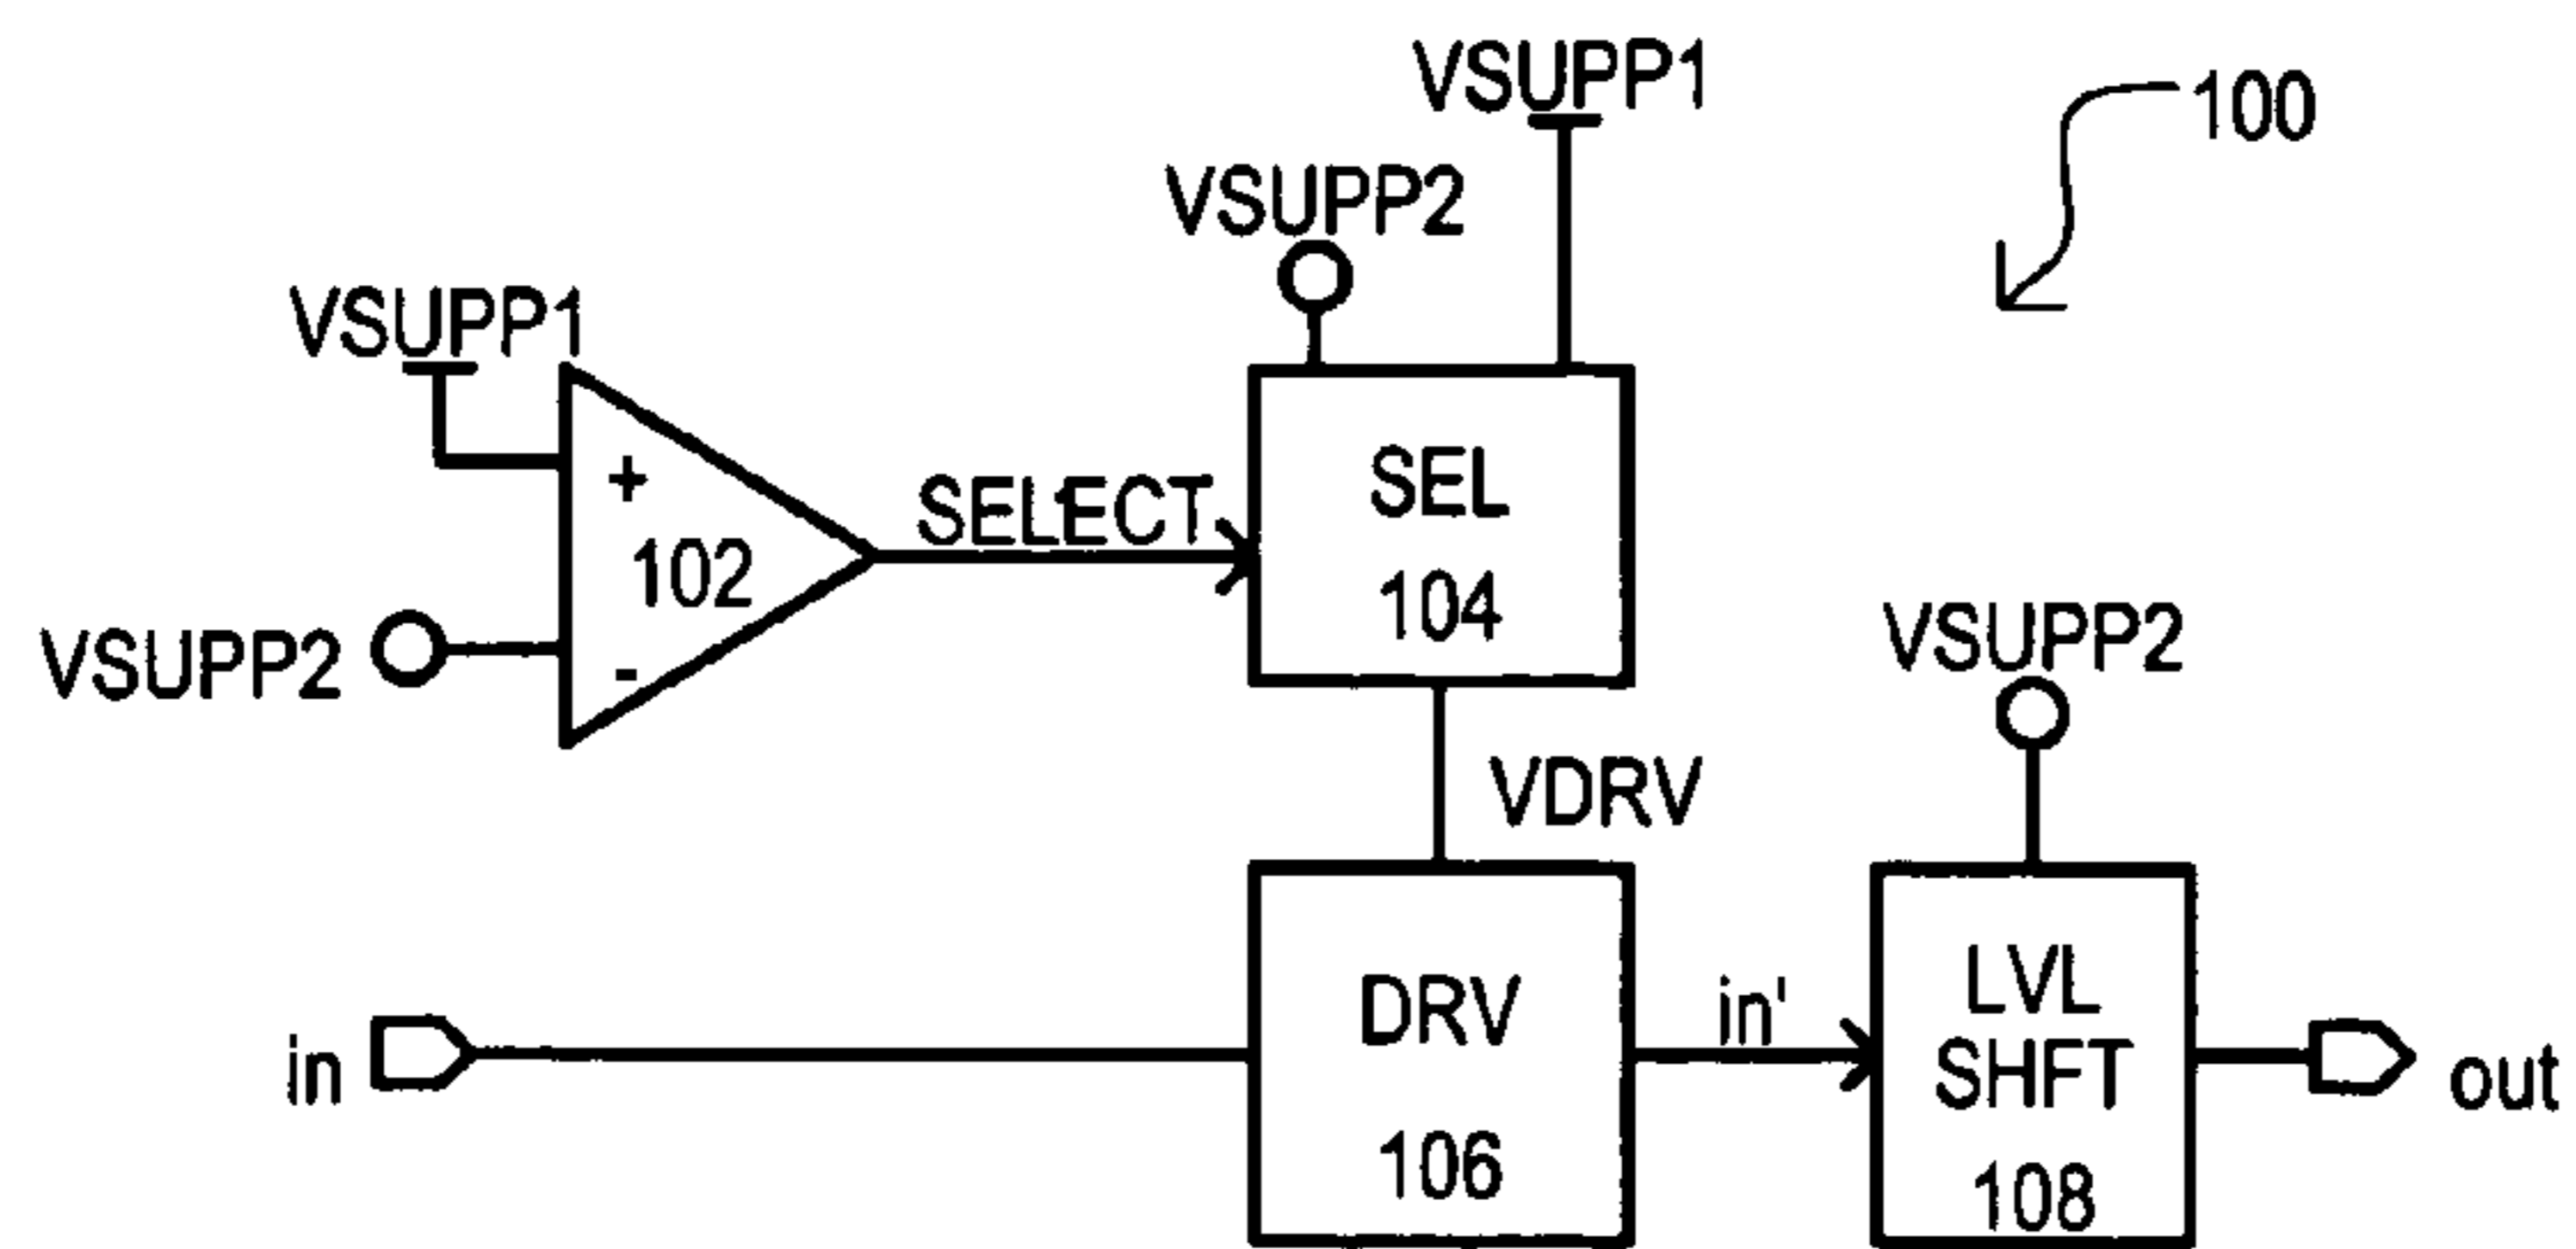 VSUPP1
100
VSUPP2
VSUPP1
+
102
-
VSUPP2
SELECT
SEL
104
VSUPP2
VDRV
in
DRV
106
in'
LVL
SHFT
108
out